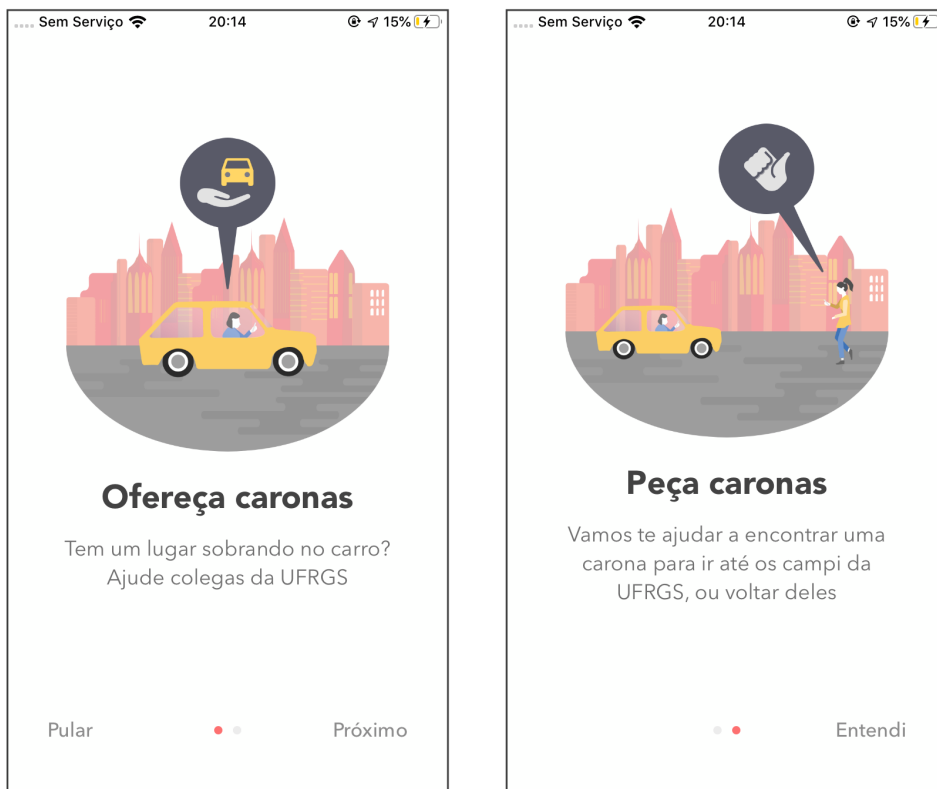 Sem Serviço 20:14 15%
Ofereça caronas
Tem um lugar sobrando no carro?
Ajude colegas da UFRGS
Pular Próximo
Sem Serviço 20:14 15%
Peça caronas
Vamos te ajudar a encontrar uma
carona para ir até os campi da
UFRGS, ou voltar deles
Entendi